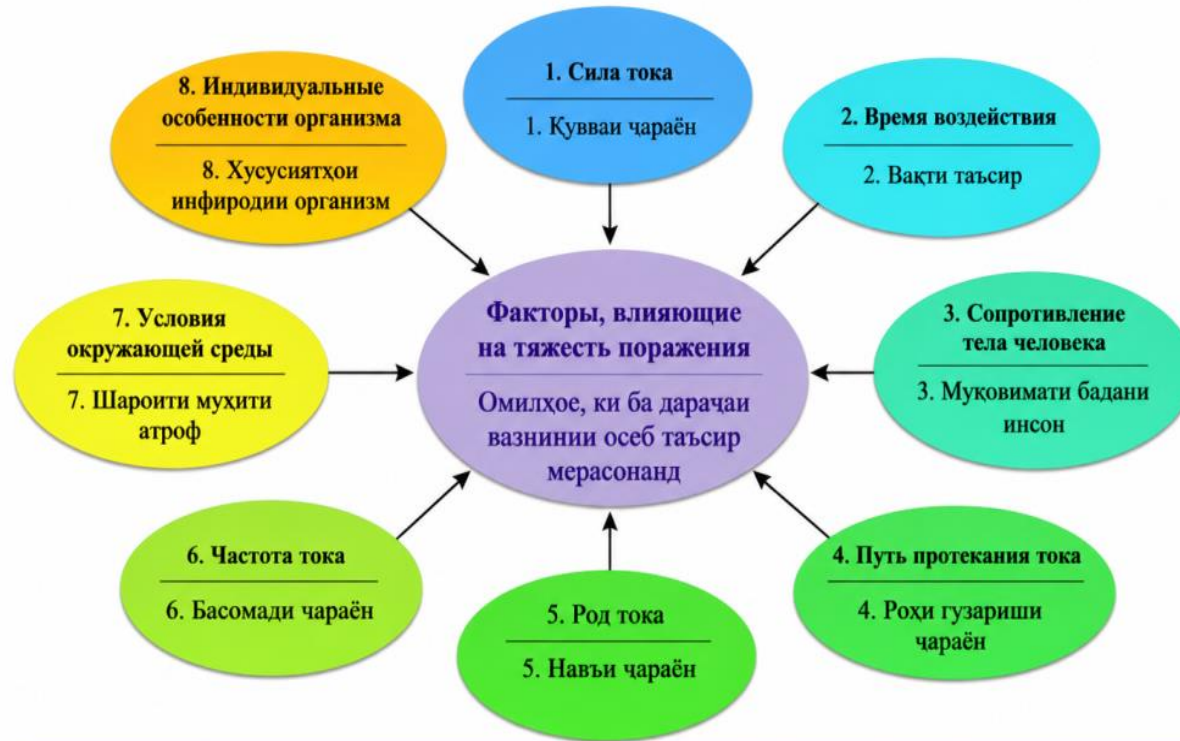 1. Сила тока
1. Қувваи ҷараён
2. Время воздействия
2. Вақти таъсир
3. Сопротивление
тела человека
3. Муқовимати бадани
инсон
4. Путь протекания тока
4. Роҳи гузариши
ҷараён
5. Род тока
5. Навъи ҷараён
6. Частота тока
6. Басомади чараён
7. Условия
окружающей среды
7. Шароити муҳити
атроф
8. Индивидуальные
особенности организма
8. Хусусиятҳои
инфиродии организм
Факторы, влияющие
на тяжесть поражения
Омилҳое, ки ба дараҷаи
вазнинии осеб таъсир
мерасонанд